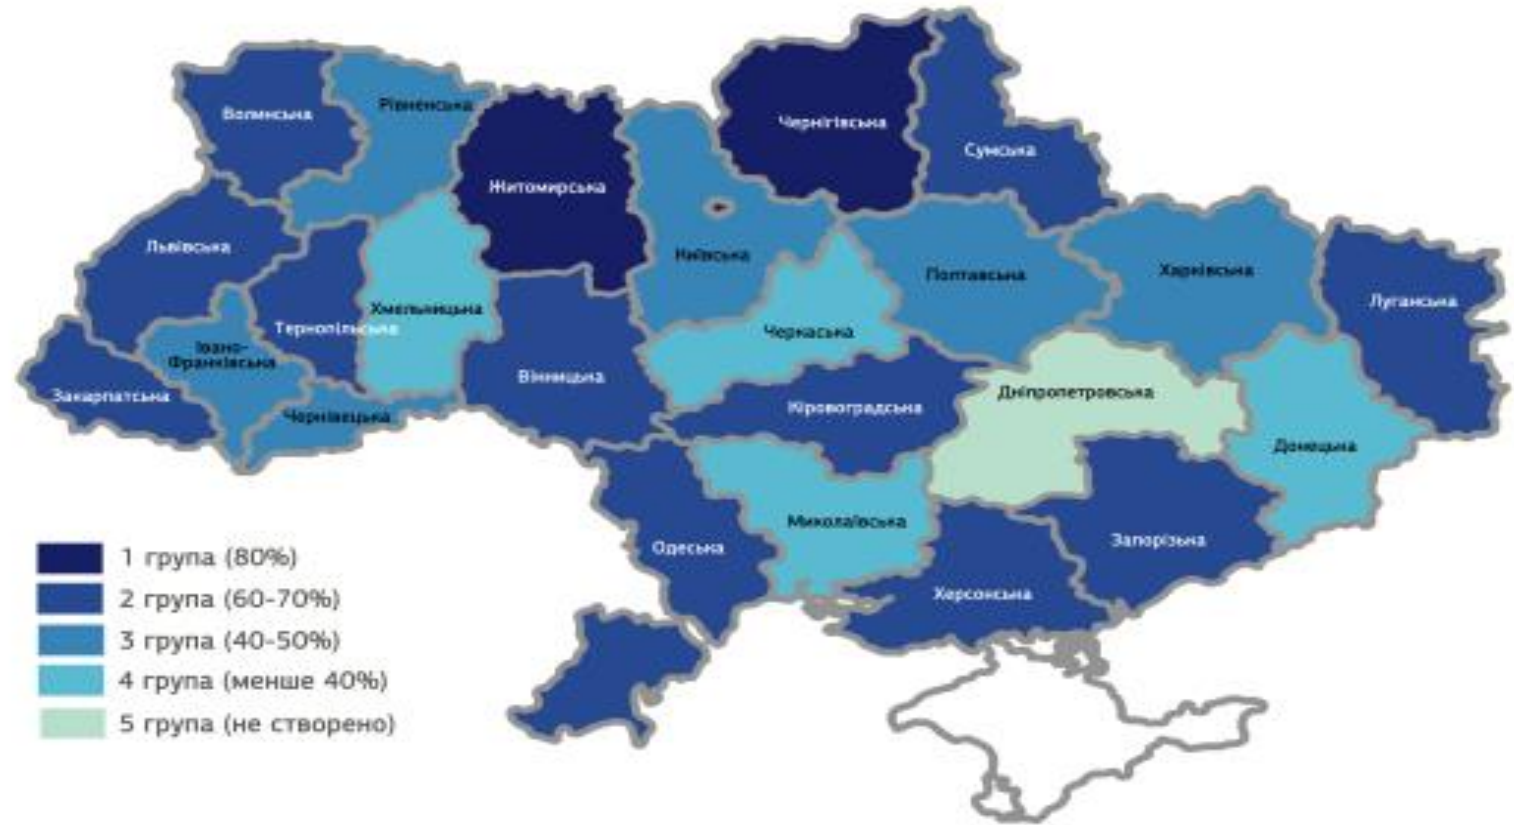 Волинська
Рівненська
Житомирська
Чернігівська
Сумська
Львівська
Київська
Полтавська
Харківська
Луганська
Хмельницька
Тернопільська
Черкаська
Івано-
Франківська
Вінницька
Закарпатська
Чернівецька
Кіровоградська
Дніпропетровська
Донецька
Миколаївська
Одеська
Запорізька
Херсонська
1 група (80%)
2 група (60-70%)
3 група (40-50%)
4 група (менше 40%)
5 група (не створено)